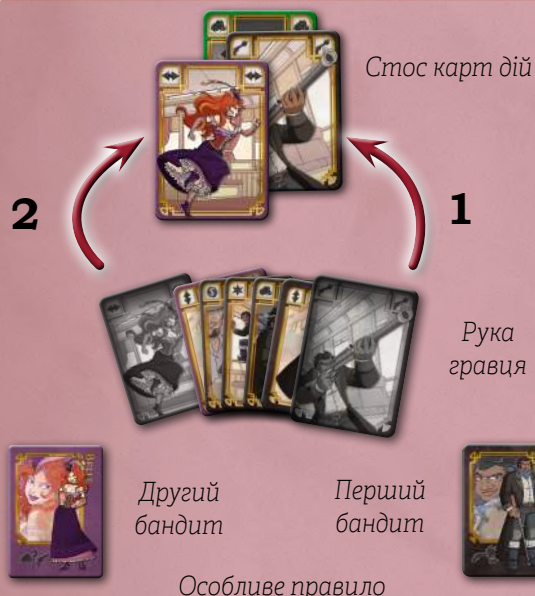 Стос карт дій
2
1
Рука
гравця
Другий
бандит
Перший
бандит
Особливе правило